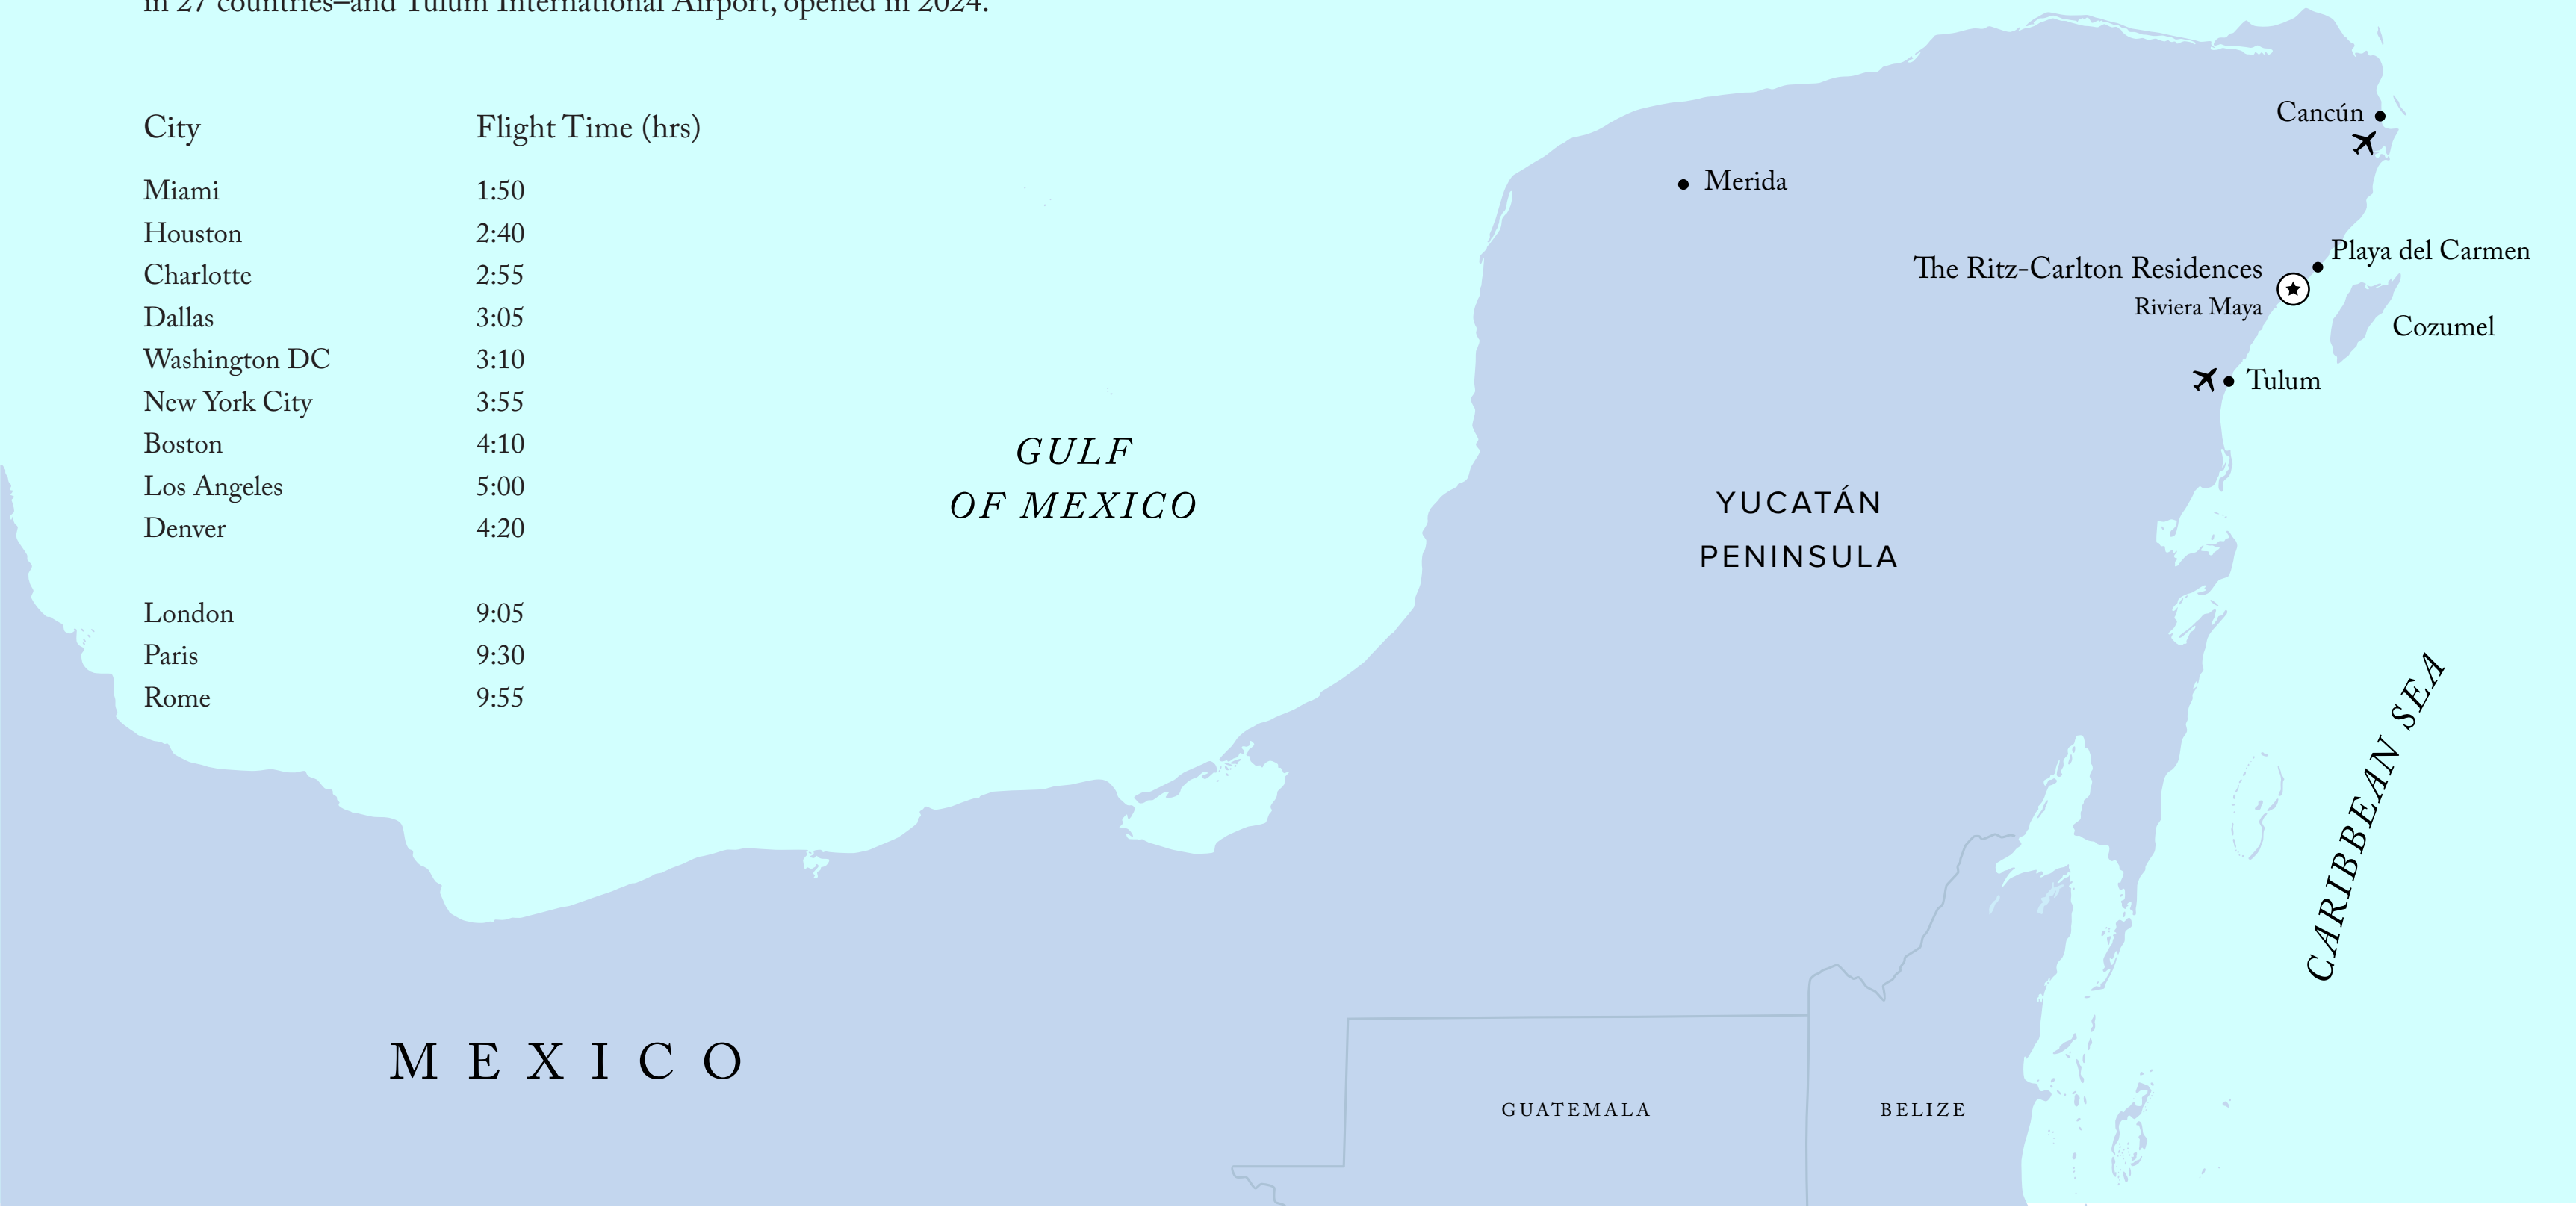 in 27 countries–and Tulum International Airport, opened in 2024.
City Flight Time (hrs)
Miami 1:50
Houston 2:40
Charlotte 2:55
Dallas 3:05
Washington DC 3:10
New York City 3:55
Boston 4:10
Los Angeles 5:00
Denver 4:20
London 9:05
Paris 9:30
Rome 9:55
GULF
OF MEXICO
Merida
Cancún
Playa del Carmen
The Ritz-Carlton Residences
Riviera Maya
Cozumel
Tulum
YUCATÁN
PENINSULA
CARIBBEAN SEA
MEXICO
GUATEMALA
BELIZE